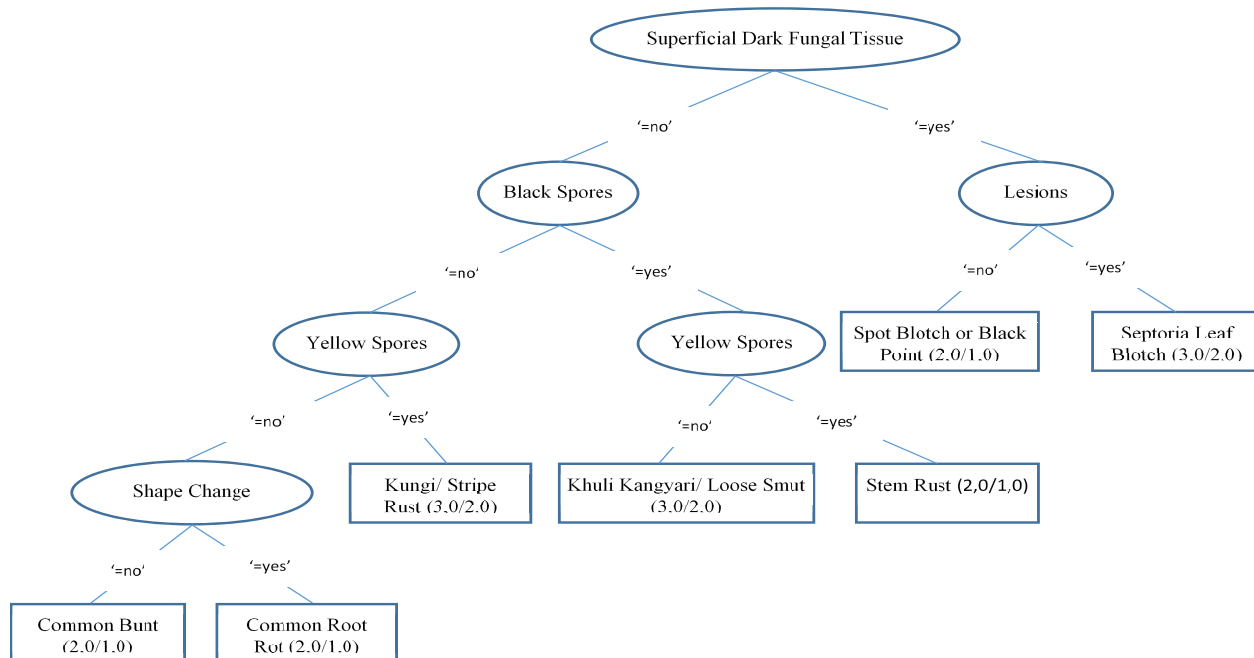 Superficial Dark Fungal Tissue
‘=no’
‘=yes’
Black Spores
Lesions
‘=no’
‘=yes’
‘=no’
‘=yes’
Yellow Spores
Yellow Spores
Spot Blotch or Black
Point (2.0/1.0)
Septoria Leaf
Blotch (3.0/2.0)
‘=no’
‘=yes’
‘=no’
‘=yes’
Shape Change
Kungi/ Stripe
Rust (3.0/2.0)
Khuli Kangyari/ Loose Smut
(3.0/2.0)
Stem Rust (2,0/1,0)
‘=no’
‘=yes’
Common Bunt
(2.0/1.0)
Common Root
Rot (2.0/1.0)